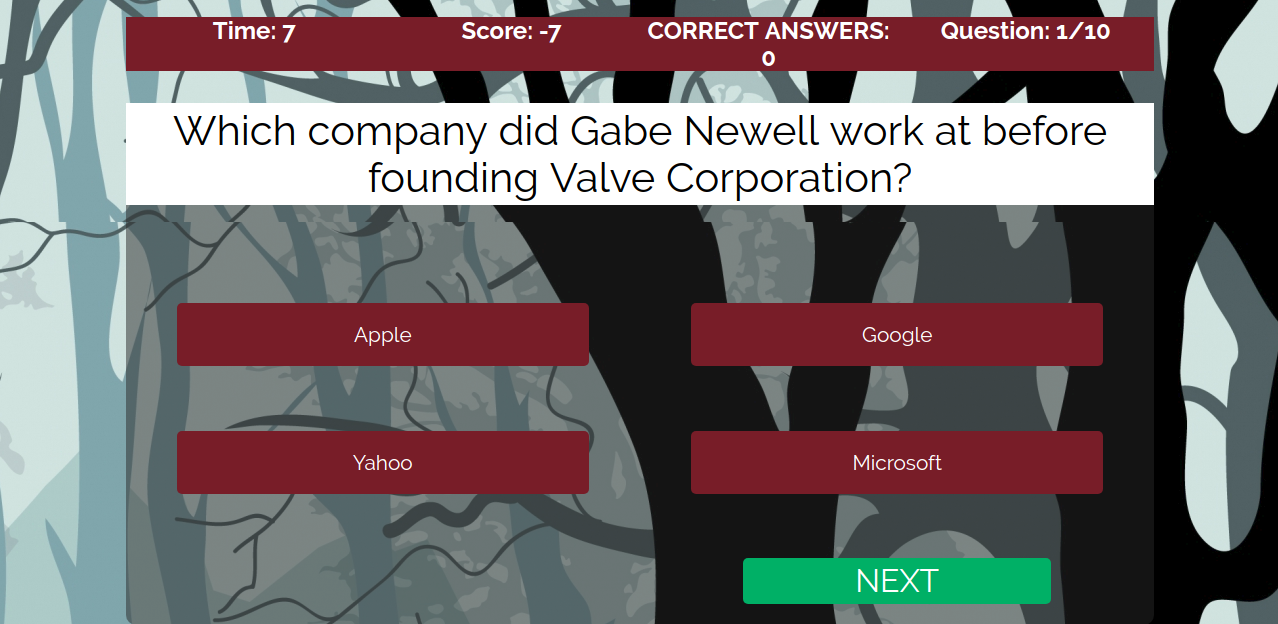 Time: 7
Score: -7
CORRECT ANSWERS:
0
Question: 1/10
Which company did Gabe Newell work at before
founding Valve Corporation?
Apple
Google
Yahoo
Microsoft
NEXT